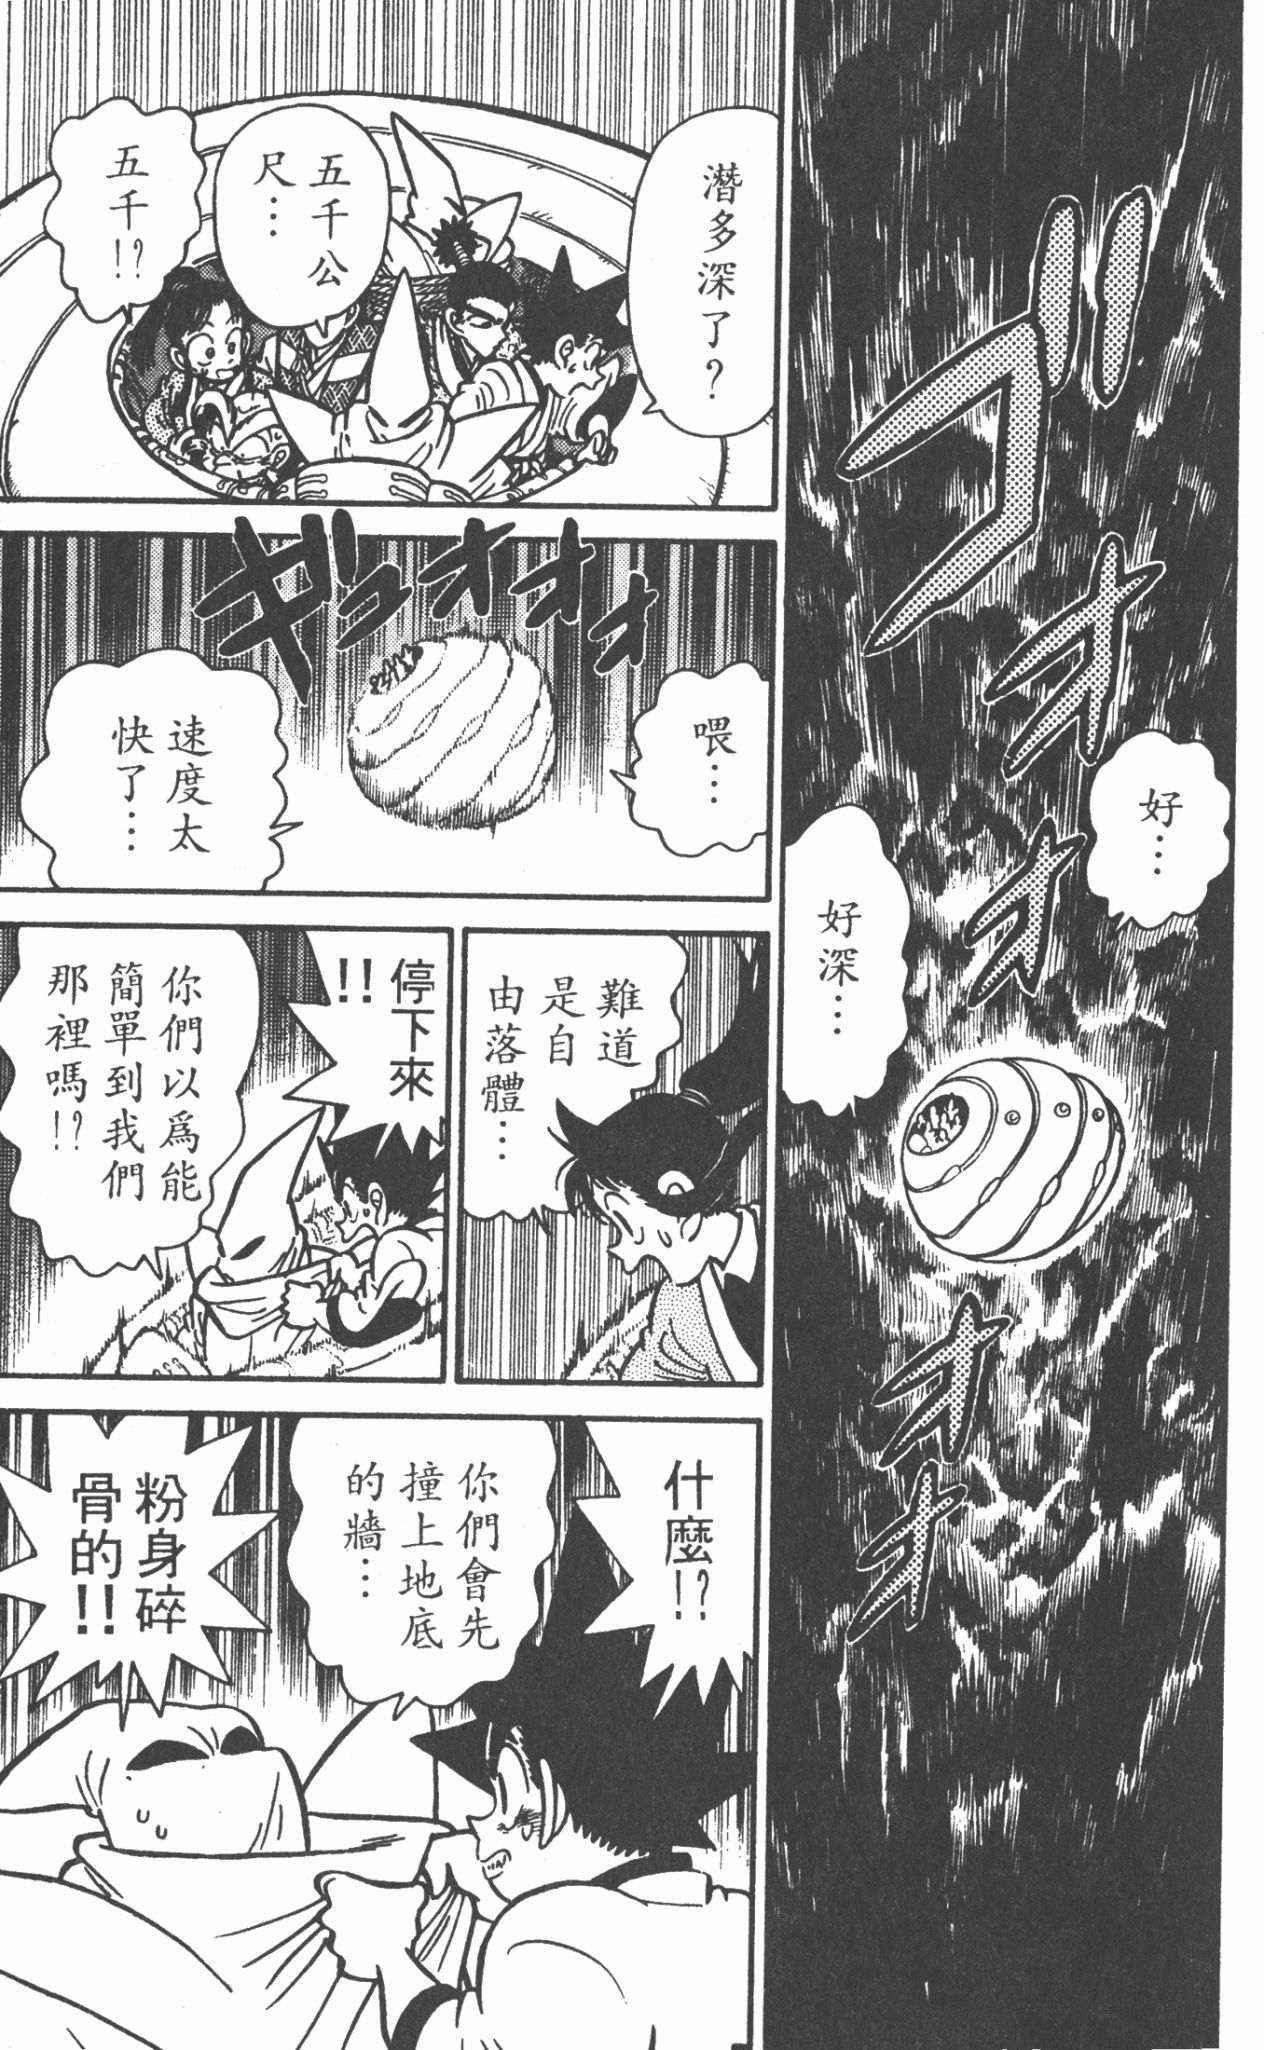 ゴオオオオ
好…
好深…
潛多深了?
五千公
尺…
五千!?
ギュオオオ
喂…
速度太
快了…
難道
是自
由落體…
停下來
!!
你們以爲能
簡單到我們
那裡嗎!?
什麼!?
你們會先
撞上地底
的牆…
粉身碎
骨的!!